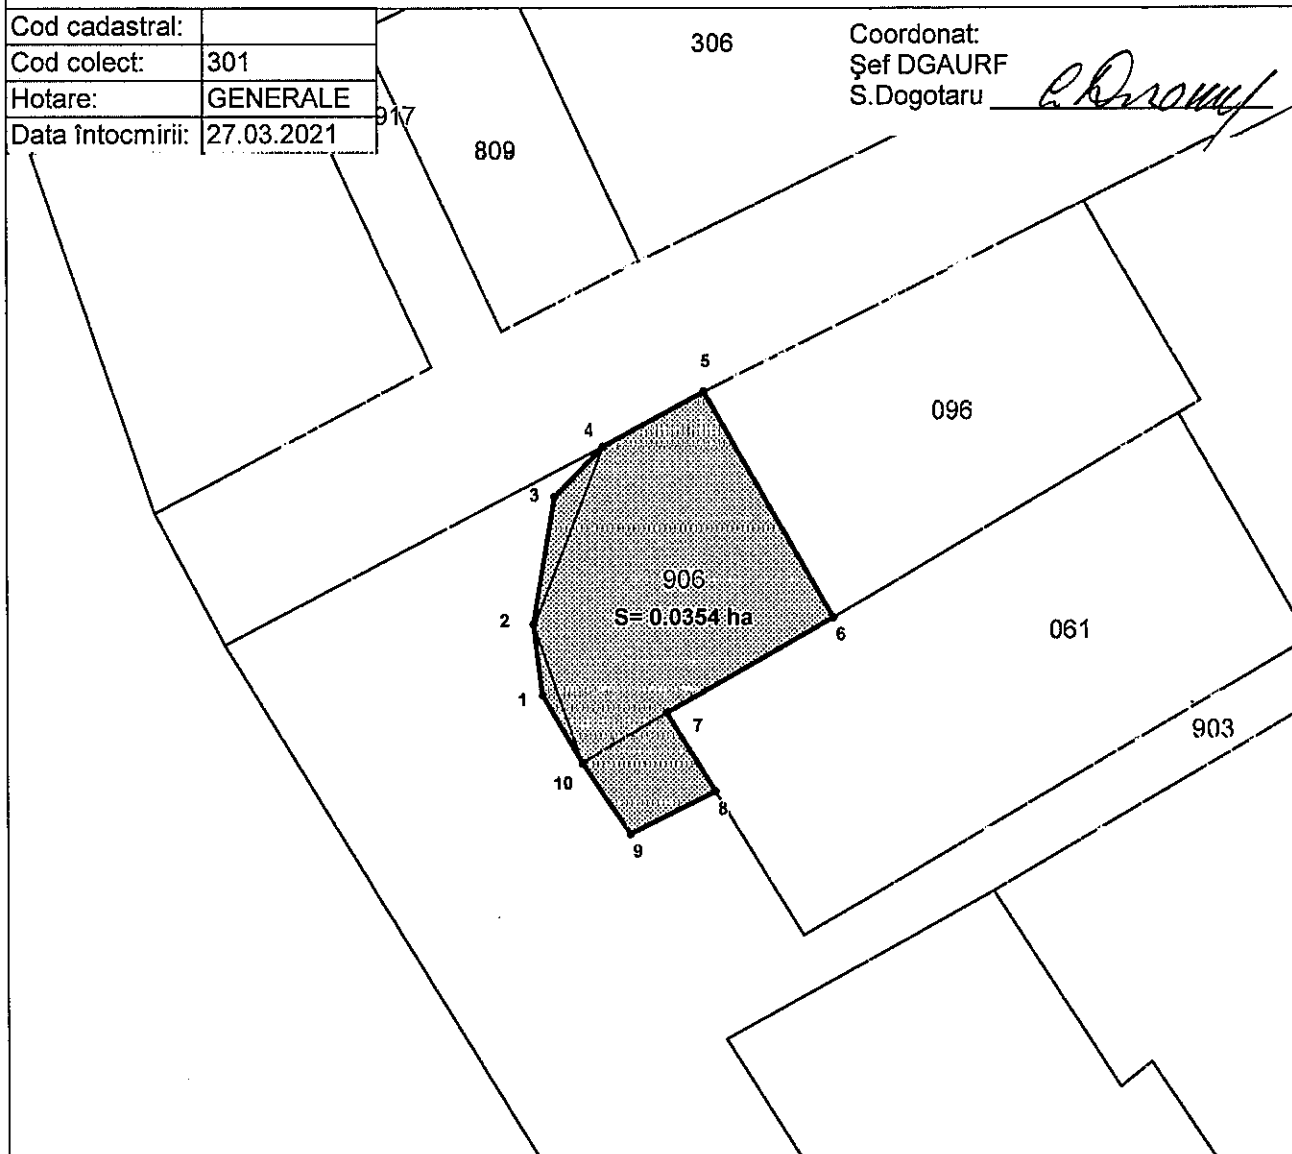 Cod cadastral:
Cod colect: 301
Hotare: GENERALE
Data întocmirii: 27.03.2021
Coordonat:
Şef DGAURF
S.Dogotaru
306
917
809
5
096
4
3
906
S= 0.0354 ha
2
6
061
1
7
903
10
8
9